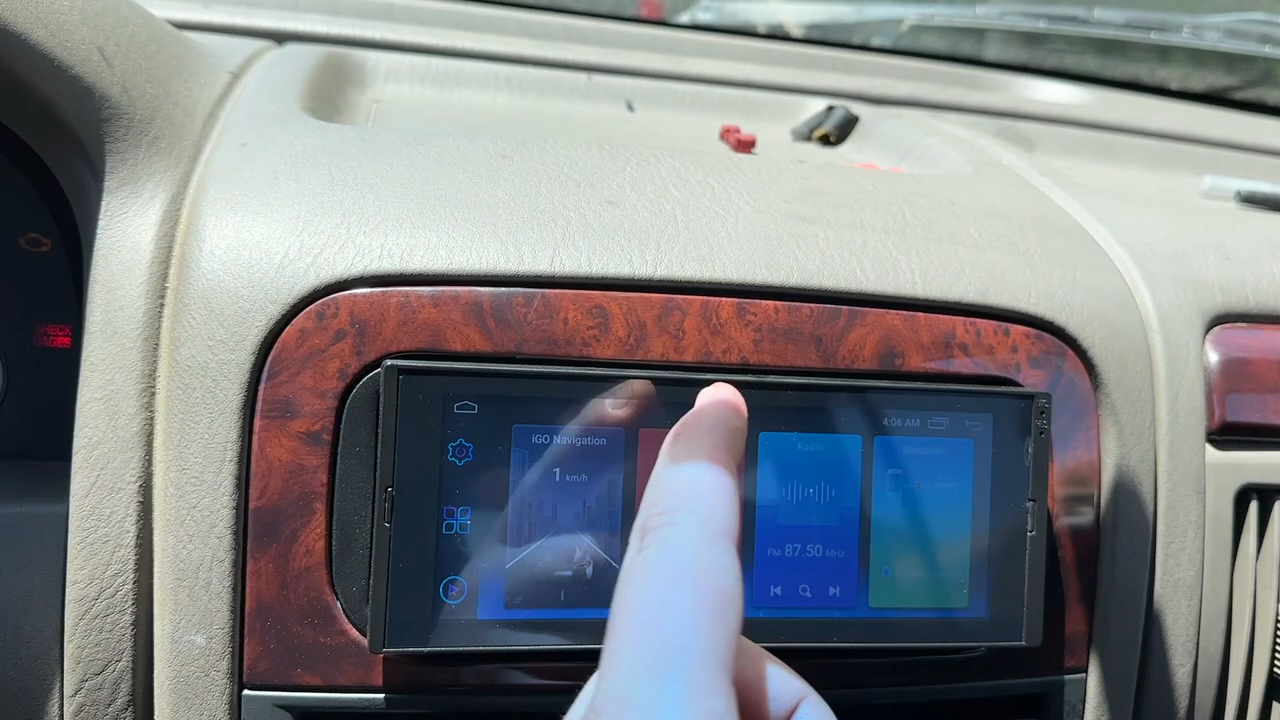 CHECK
GAGES
4:06 AM
iGO Navigation
1 km/h
Radio
FM 87.50 MHz